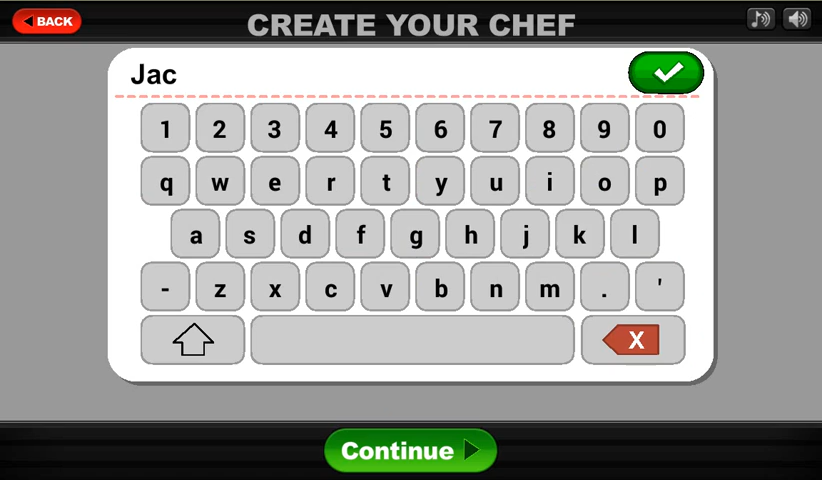 BACK
CREATE YOUR CHEF
Jac
1 2 3 4 5 6 7 8 9 0
q w e r t y u i o p
a s d f g h j k l
- z x c v b n m . '
X
Continue